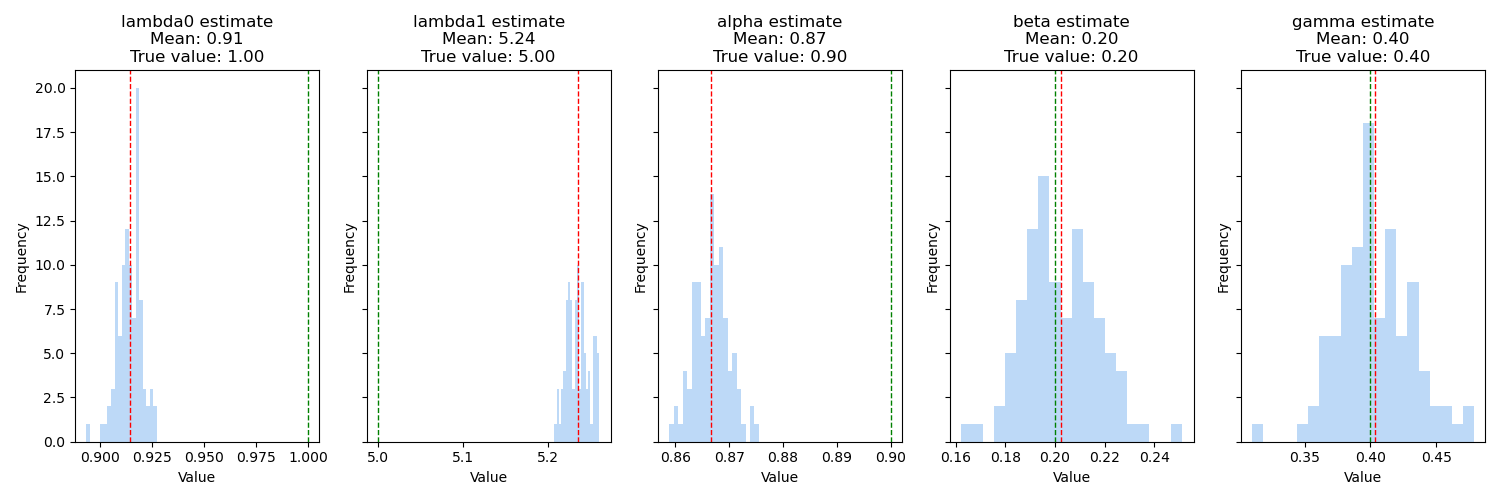 lambda0 estimate
Mean: 0.91
True value: 1.00
lambda1 estimate
Mean: 5.24
True value: 5.00
alpha estimate
Mean: 0.87
True value: 0.90
beta estimate
Mean: 0.20
True value: 0.20
gamma estimate
Mean: 0.40
True value: 0.40
Frequency
20.0
17.5
15.0
12.5
10.0
7.5
5.0
2.5
0.0
0.900 0.925 0.950 0.975 1.000
Value
Frequency
5.0 5.1 5.2
Value
Frequency
0.86 0.87 0.88 0.89 0.90
Value
Frequency
0.16 0.18 0.20 0.22 0.24
Value
Frequency
0.35 0.40 0.45
Value